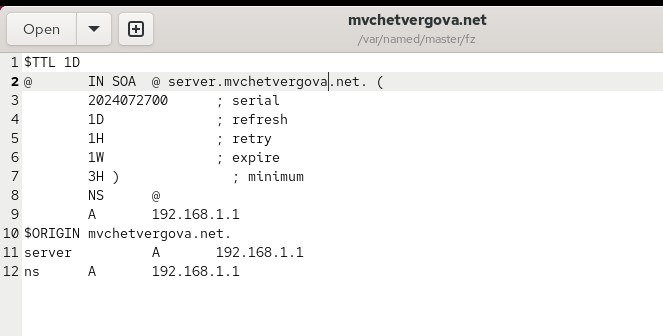 Open
mvchetvergova.net
/var/named/master/fz
1 $TTL 1D
2 @ IN SOA @ server.mvchetvergova.net. (
3 2024072700 ; serial
4 1D ; refresh
5 1H ; retry
6 1W ; expire
7 3H ) ; minimum
8 NS @
9 A 192.168.1.1
10 $ORIGIN mvchetvergova.net.
11 server A 192.168.1.1
12 ns A 192.168.1.1